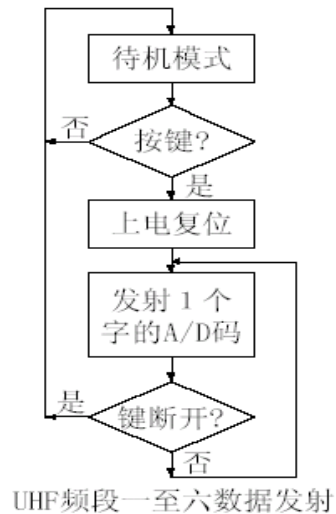 待机模式
否
按键?
是
上电复位
发射1个
字的A/D码
是
键断开?
否
UHF频段一至六数据发射